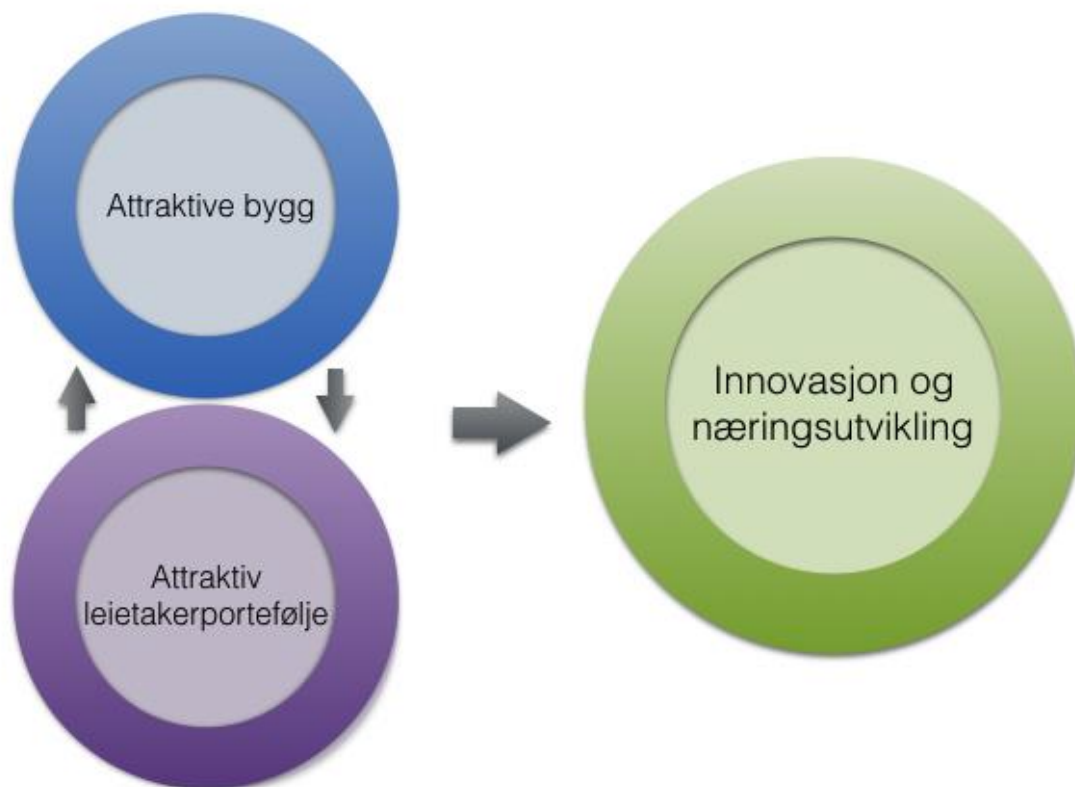 Attraktive bygg
Attraktiv
leietakerportefølje
Innovasjon og
næringsutvikling